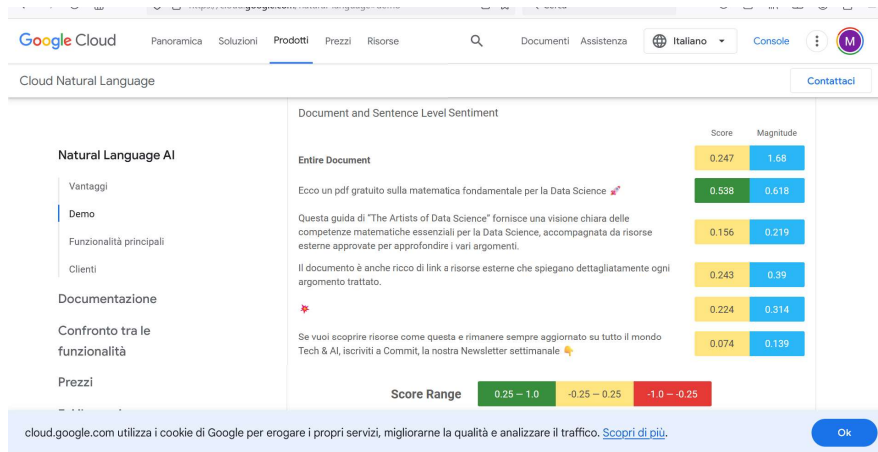 Google Cloud
Panoramica Soluzioni Prodotti Prezzi Risorse
Documenti Assistenza Italiano Console M
Cloud Natural Language
Contattaci
Natural Language AI
Vantaggi
Demo
Funzionalità principali
Clienti
Documentazione
Confronto tra le
funzionalità
Prezzi
Document and Sentence Level Sentiment
Score Magnitude
Entire Document 0.247 1.68
Ecco un pdf gratuito sulla matematica fondamentale per la Data Science 🚀 0.538 0.618
Questa guida di "The Artists of Data Science" fornisce una visione chiara delle
competenze matematiche essenziali per la Data Science, accompagnata da risorse
esterne approvate per approfondire i vari argomenti.
0.156 0.219
Il documento è anche ricco di link a risorse esterne che spiegano dettagliatamente ogni
argomento trattato.
0.243 0.39
💥 0.224 0.314
Se vuoi scoprire risorse come questa e rimanere sempre aggiornato su tutto il mondo
Tech & AI, iscriviti a Commit, la nostra Newsletter settimanale 👇
0.074 0.139
Score Range 0.25 — 1.0 -0.25 — 0.25 -1.0 — -0.25
cloud.google.com utilizza i cookie di Google per erogare i propri servizi, migliorarne la qualità e analizzare il traffico. Scopri di più.
Ok